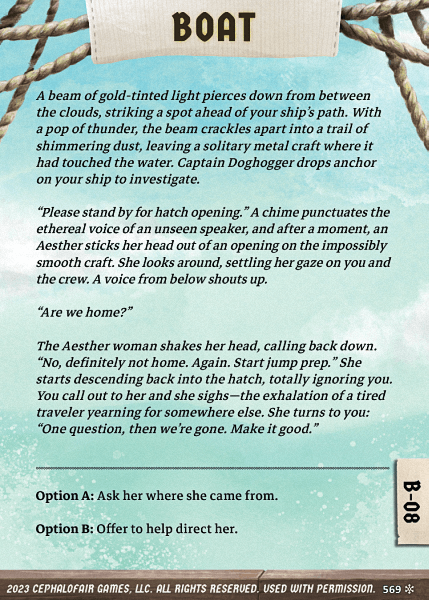 BOAT
A beam of gold-tinted light pierces down from between
the clouds, striking a spot ahead of your ship's path. With
a pop of thunder, the beam crackles apart into a trail of
shimmering dust, leaving a solitary metal craft where it
had touched the water. Captain Doghogger drops anchor
on your ship to investigate.
“Please stand by for hatch opening.” A chime punctuates the
ethereal voice of an unseen speaker, and after a moment, an
Aesther sticks her head out of an opening on the impossibly
smooth craft. She looks around, settling her gaze on you and
the crew. A voice from below shouts up.
“Are we home?”
The Aesther woman shakes her head, calling back down.
“No, definitely not home. Again. Start jump prep.” She
starts descending back into the hatch, totally ignoring you.
You call out to her and she sighs—the exhalation of a tired
traveler yearning for somewhere else. She turns to you:
“One question, then we're gone. Make it good.”
Option A: Ask her where she came from.
Option B: Offer to help direct her.
B-08
2023 CEPHALOFAIR GAMES, LLC. ALL RIGHTS RESERVED. USED WITH PERMISSION. 569